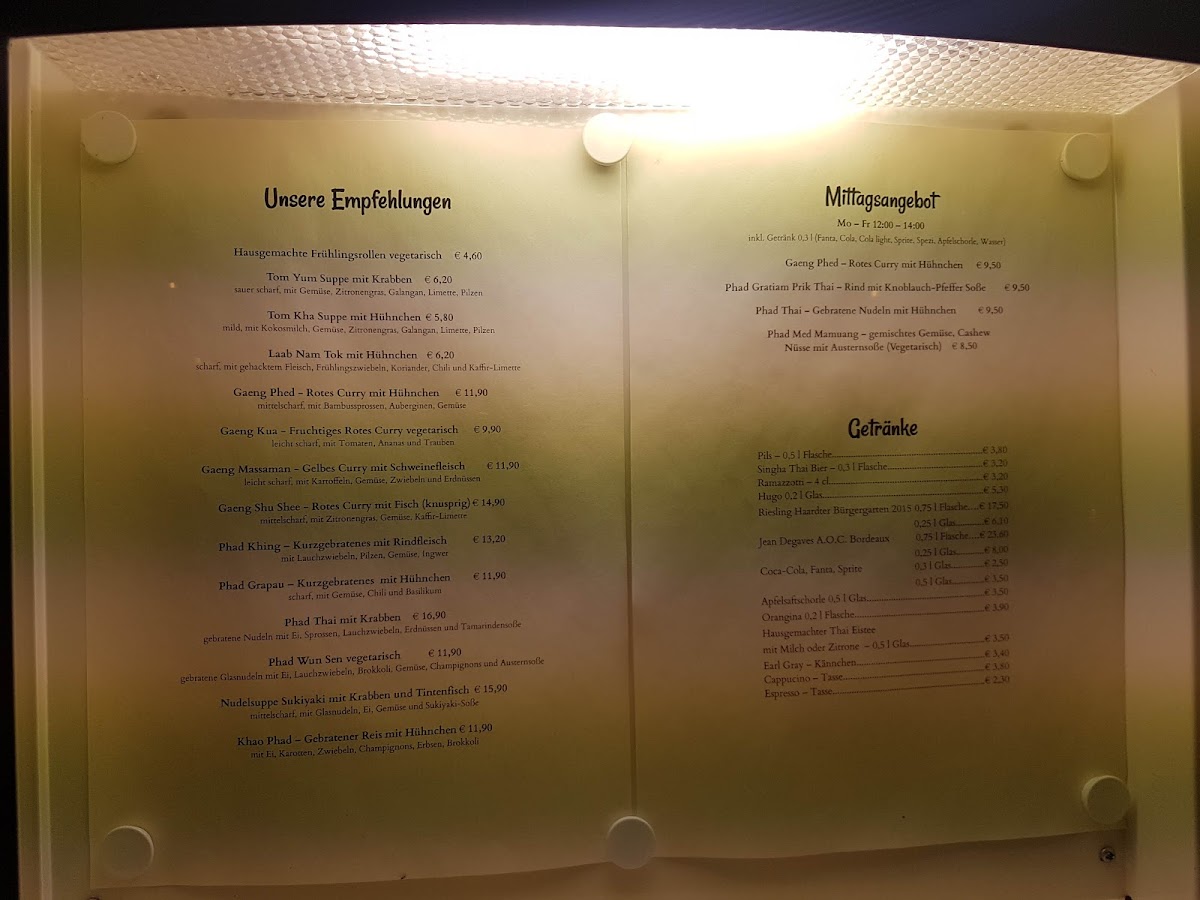 Unsere Empfehlungen
Hausgemachte Frühlingsrollen vegetarisch € 4,60
Tom Yum Suppe mit Krabben € 6,20
sauer scharf, mit Gemüse, Zitronengras, Galangan, Limette, Pilzen
Tom Kha Suppe mit Hühnchen € 5,80
mild, mit Kokosmilch, Gemüse, Zitronengras, Galangan, Limette, Pilzen
Laab Nam Tok mit Hühnchen € 6,20
scharf, mit gehacktem Fleisch, Frühlingszwiebeln, Koriander, Chili und Kaffir-Limette
Gaeng Phed – Rotes Curry mit Hühnchen € 11,90
mittelscharf, mit Bambussprossen, Auberginen, Gemüse
Gaeng Kua – Fruchtiges Rotes Curry vegetarisch € 9,90
leicht scharf, mit Tomaten, Ananas und Trauben
Gaeng Massaman – Gelbes Curry mit Schweinefleisch € 11,90
leicht scharf, mit Kartoffeln, Gemüse, Zwiebeln und Erdnüssen
Gaeng Shu Shee – Rotes Curry mit Fisch (knusprig) € 14,90
mittelscharf, mit Zitronengras, Gemüse, Kaffir-Limette
Phad Khing – Kurzgebratenes mit Rindfleisch € 13,20
mit Lauchzwiebeln, Pilzen, Gemüse, Ingwer
Phad Grapau – Kurzgebratenes mit Hühnchen € 11,90
scharf, mit Gemüse, Chili und Basilikum
Phad Thai mit Krabben € 16,90
gebratene Nudeln mit Ei, Sprossen, Lauchzwiebeln, Erdnüssen und Tamarindensoße
Phad Wun Sen vegetarisch € 11,90
gebratene Glasnudeln mit Ei, Lauchzwiebeln, Brokkoli, Gemüse, Champignons und Austernsoße
Nudelsuppe Sukiyaki mit Krabben und Tintenfisch € 15,90
mittelscharf, mit Glasnudeln, Ei, Gemüse und Sukiyaki-Soße
Khao Phad – Gebratener Reis mit Hühnchen € 11,90
mit Ei, Karotten, Zwiebeln, Champignons, Erbsen, Brokkoli
Mittagsangebot
Mo – Fr 12:00 – 14:00
inkl. Getränk 0,3 l (Fanta, Cola, Cola light, Sprite, Spezi, Apfelschorle, Wasser)
Gaeng Phed – Rotes Curry mit Hühnchen € 9,50
Phad Gratiam Prik Thai – Rind mit Knoblauch-Pfeffer Soße € 9,50
Phad Thai – Gebratene Nudeln mit Hühnchen € 9,50
Phad Med Mamuang – gemischtes Gemüse, Cashew
Nüsse mit Austernsoße (Vegetarisch) € 8,50
Getränke
Pils – 0,5 l Flasche € 3,80
Singha Thai Bier – 0,3 l Flasche € 3,20
Ramazzotti – 4 cl € 3,20
Hugo 0,2 l Glas € 5,30
Riesling Haardter Bürgergarten 2015 0,75 l Flasche € 17,50
0,25 l Glas € 6,10
Jean Degaves A.O.C. Bordeaux 0,75 l Flasche € 23,60
0,25 l Glas € 8,00
Coca-Cola, Fanta, Sprite 0,3 l Glas € 2,50
0,5 l Glas € 3,50
Apfelsaftschorle 0,5 l Glas € 3,50
Orangina 0,2 l Flasche € 3,90
Hausgemachter Thai Eistee
mit Milch oder Zitrone – 0,5 l Glas € 3,50
Earl Gray – Kännchen € 3,40
Cappucino – Tasse € 3,80
Espresso – Tasse € 2,30